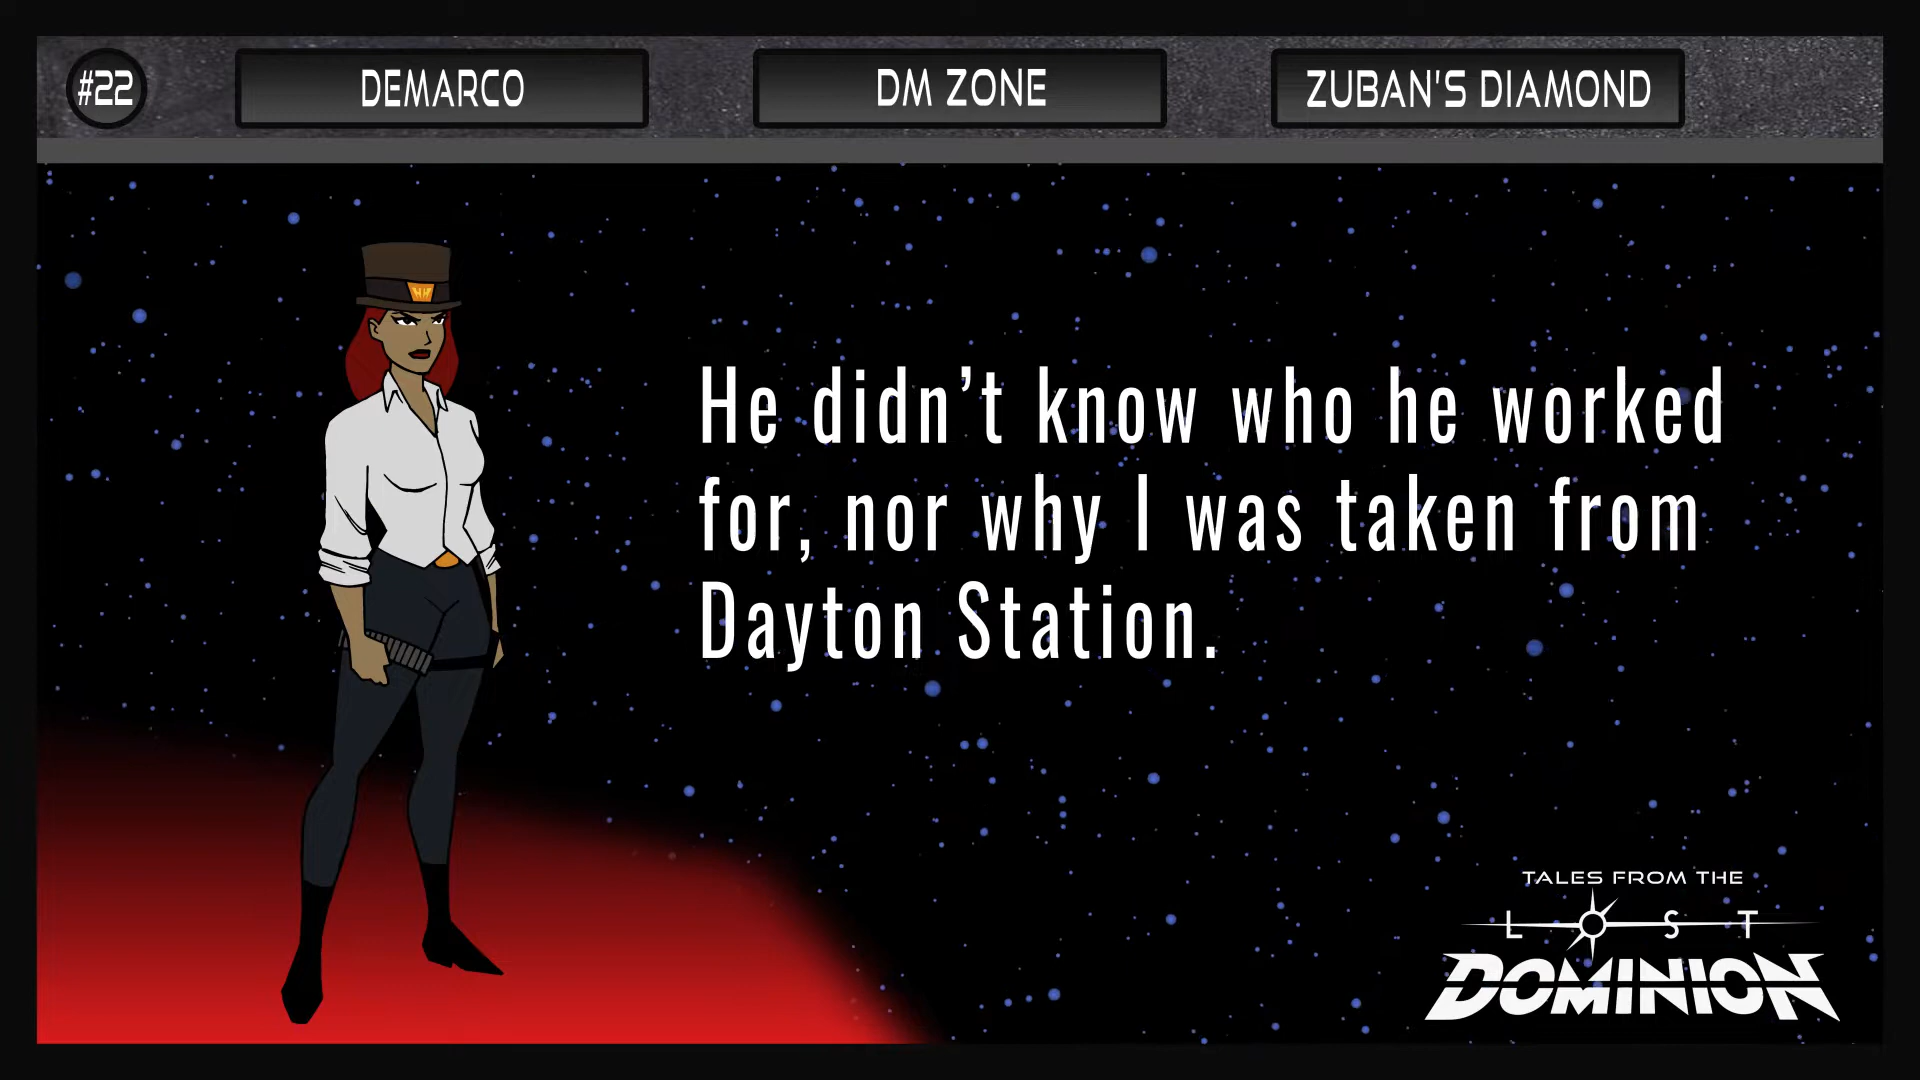 #22
DEMARCO
DM ZONE
ZUBAN'S DIAMOND
He didn’t know who he worked
for, nor why I was taken from
Dayton Station.
TALES FROM THE
LOST
DOMINION